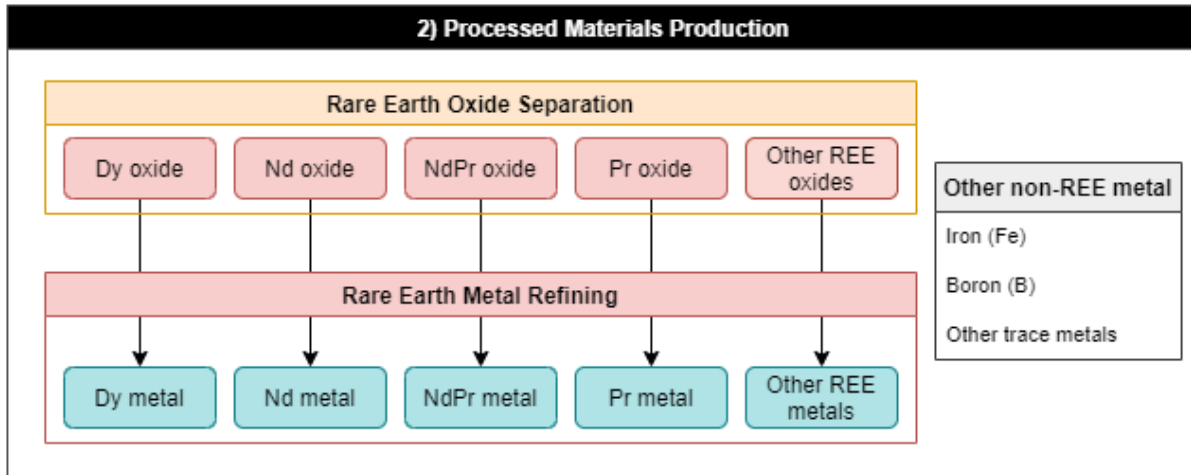 2) Processed Materials Production
Rare Earth Oxide Separation
Dy oxide
Nd oxide
NdPr oxide
Pr oxide
Other REE
oxides
Other non-REE metal
Iron (Fe)
Boron (B)
Other trace metals
Rare Earth Metal Refining
Dy metal
Nd metal
NdPr metal
Pr metal
Other REE
metals